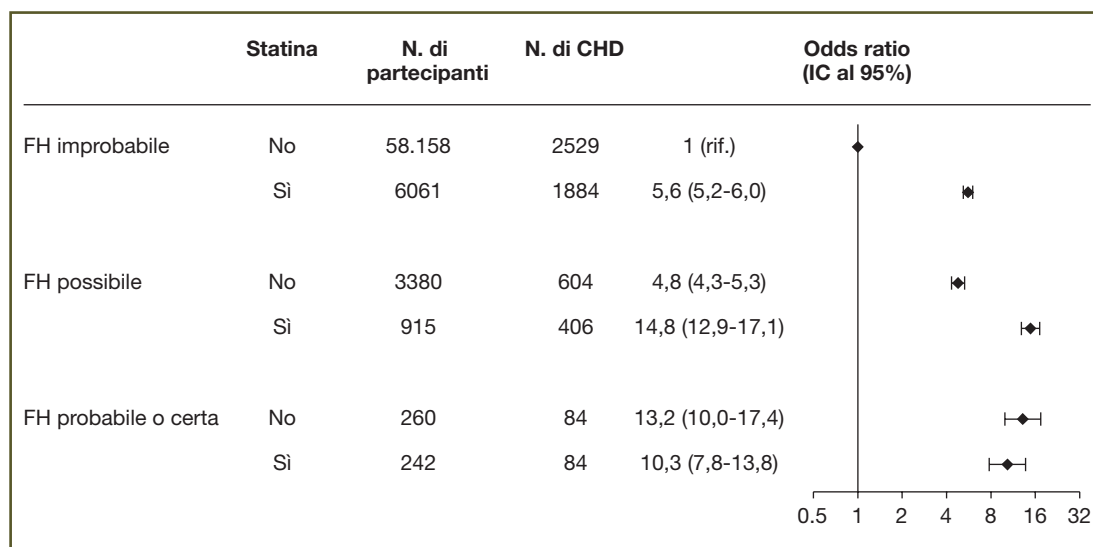 Statina N. di partecipanti N. di CHD Odds ratio (IC al 95%)
FH improbabile No 58.158 2529 1 (rif.)
Sì 6061 1884 5,6 (5,2-6,0)
FH possibile No 3380 604 4,8 (4,3-5,3)
Sì 915 406 14,8 (12,9-17,1)
FH probabile o certa No 260 84 13,2 (10,0-17,4)
Sì 242 84 10,3 (7,8-13,8)
0.5 1 2 4 8 16 32